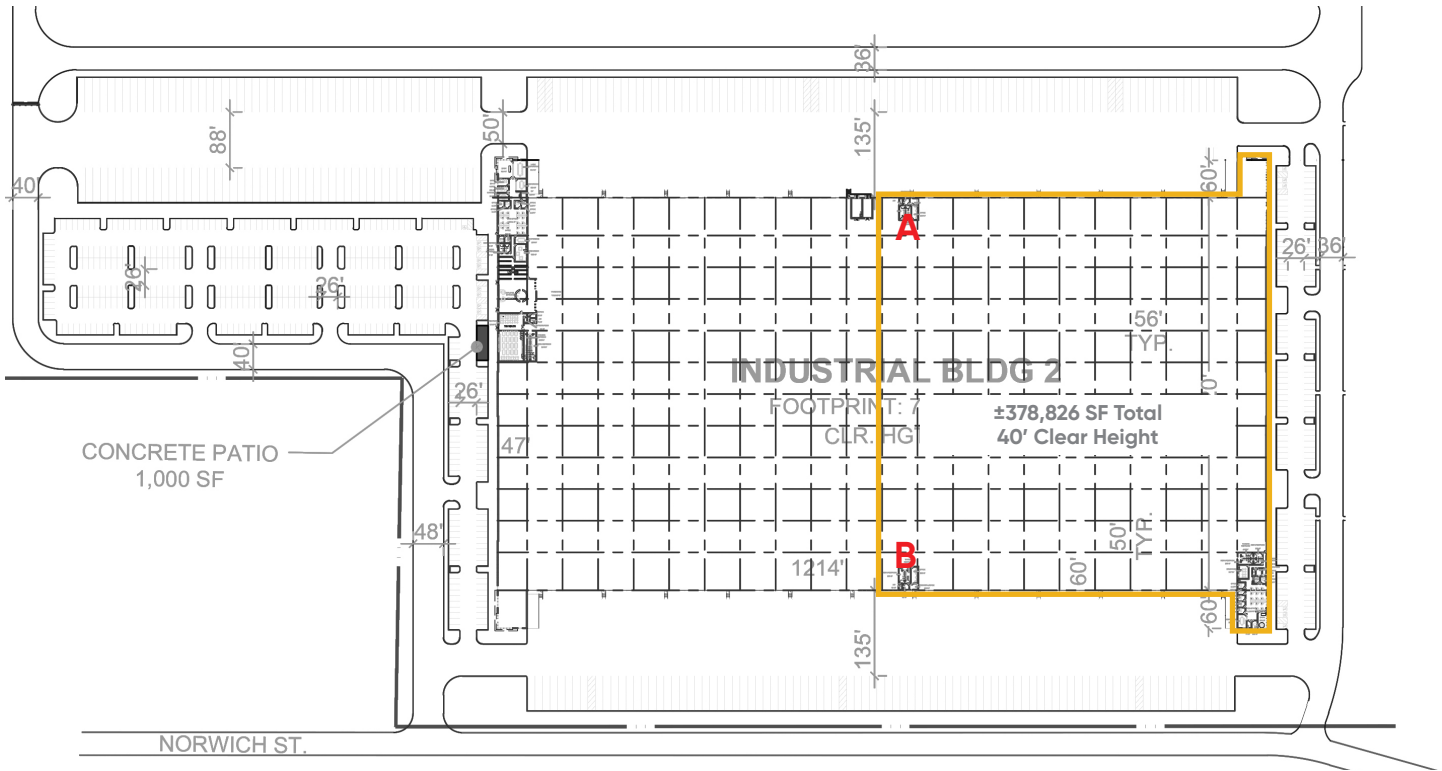 36'
50'
135'
88'
60'
40'
A
26'
36'
26'
26'
56'
TYP.
40'
INDUSTRIAL BLDG 2
70'
26'
FOOTPRINT: 7
±378,826 SF Total
CLR. HGT
40' Clear Height
47'
CONCRETE PATIO
1,000 SF
48'
50'
TYP.
B
1214'
60'
60'
135'
NORWICH ST.